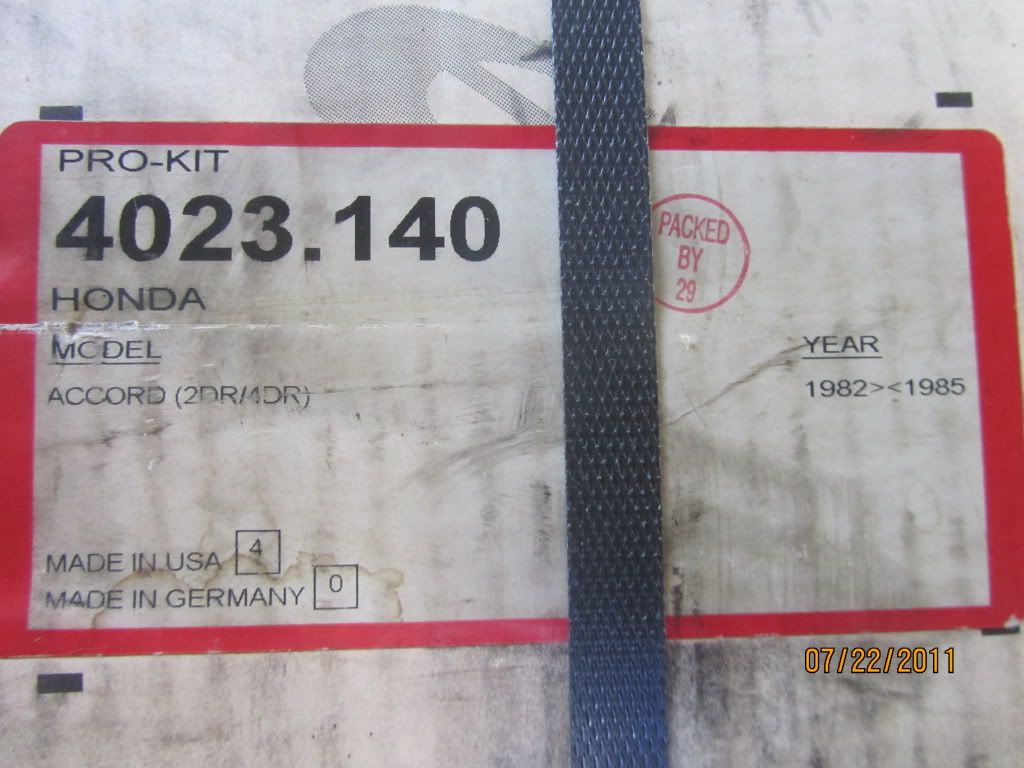 PRO-KIT
4023.140
HONDA
PACKED
BY
29
MODEL
YEAR
ACCORD (2DR/4DR)
1982><1985
MADE IN USA 4
MADE IN GERMANY 0
07/22/2011